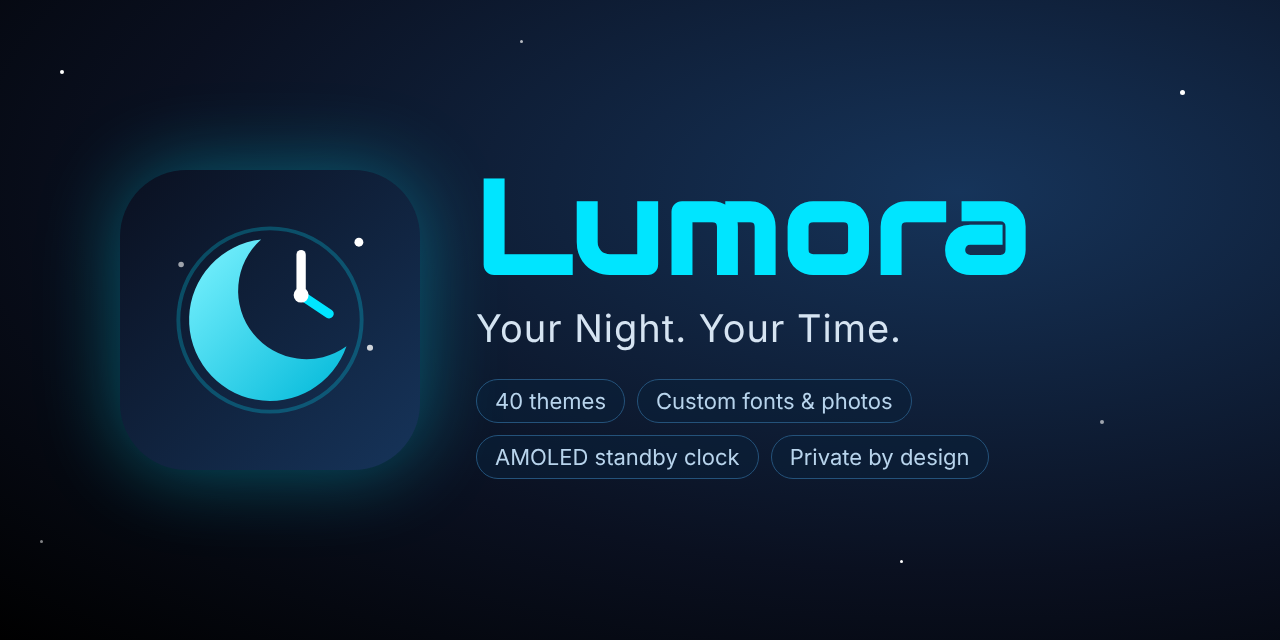 Lumora
Your Night. Your Time.
40 themes
Custom fonts & photos
AMOLED standby clock
Private by design